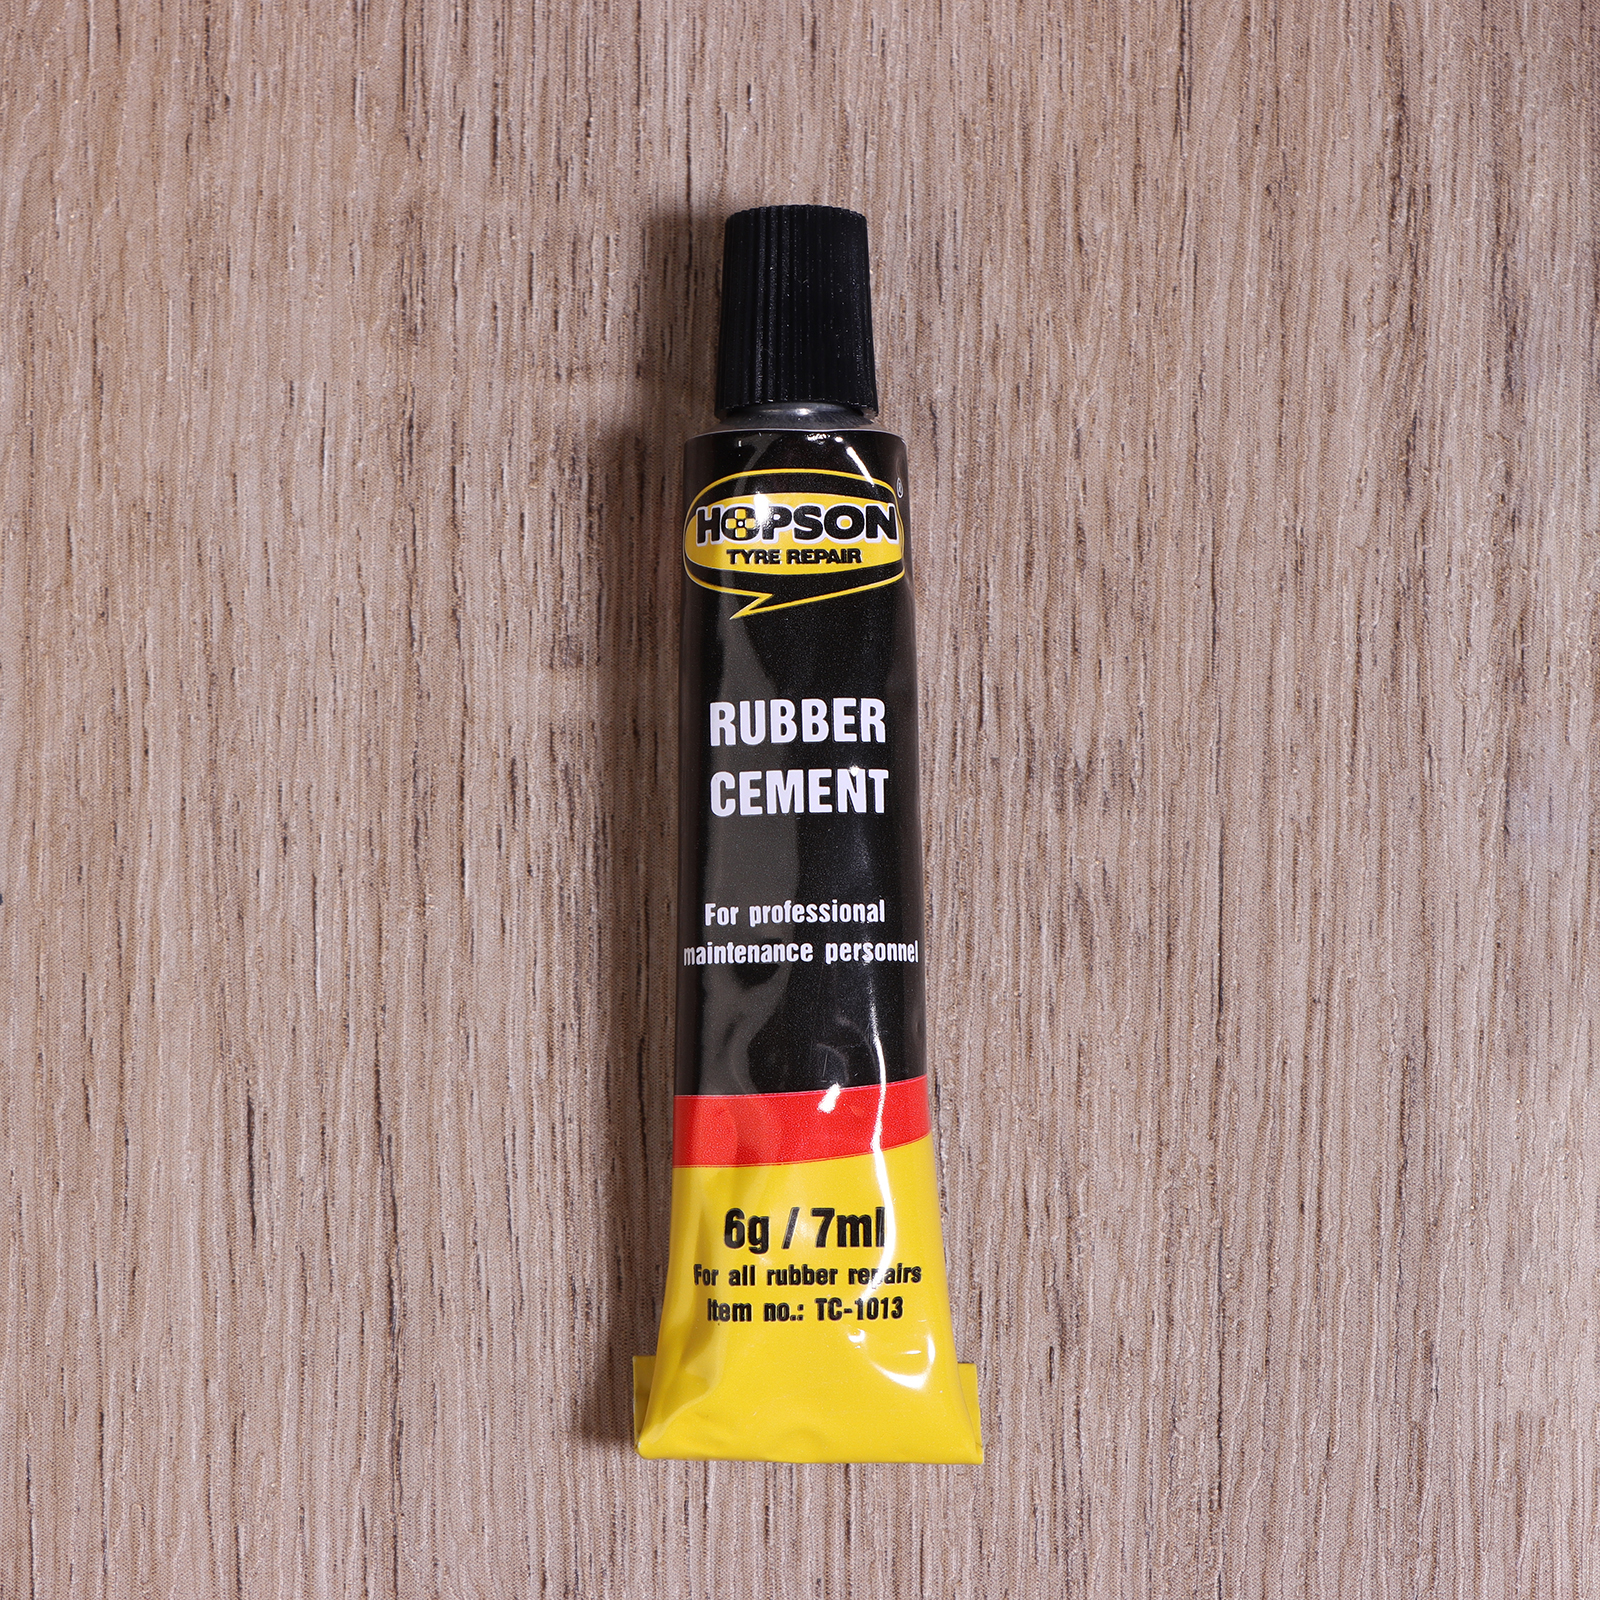 HOPSON
®
TYRE REPAIR
RUBBER
CEMENT
For professional
maintenance personnel
6g / 7ml
For all rubber repairs
Item no.: TC-1013